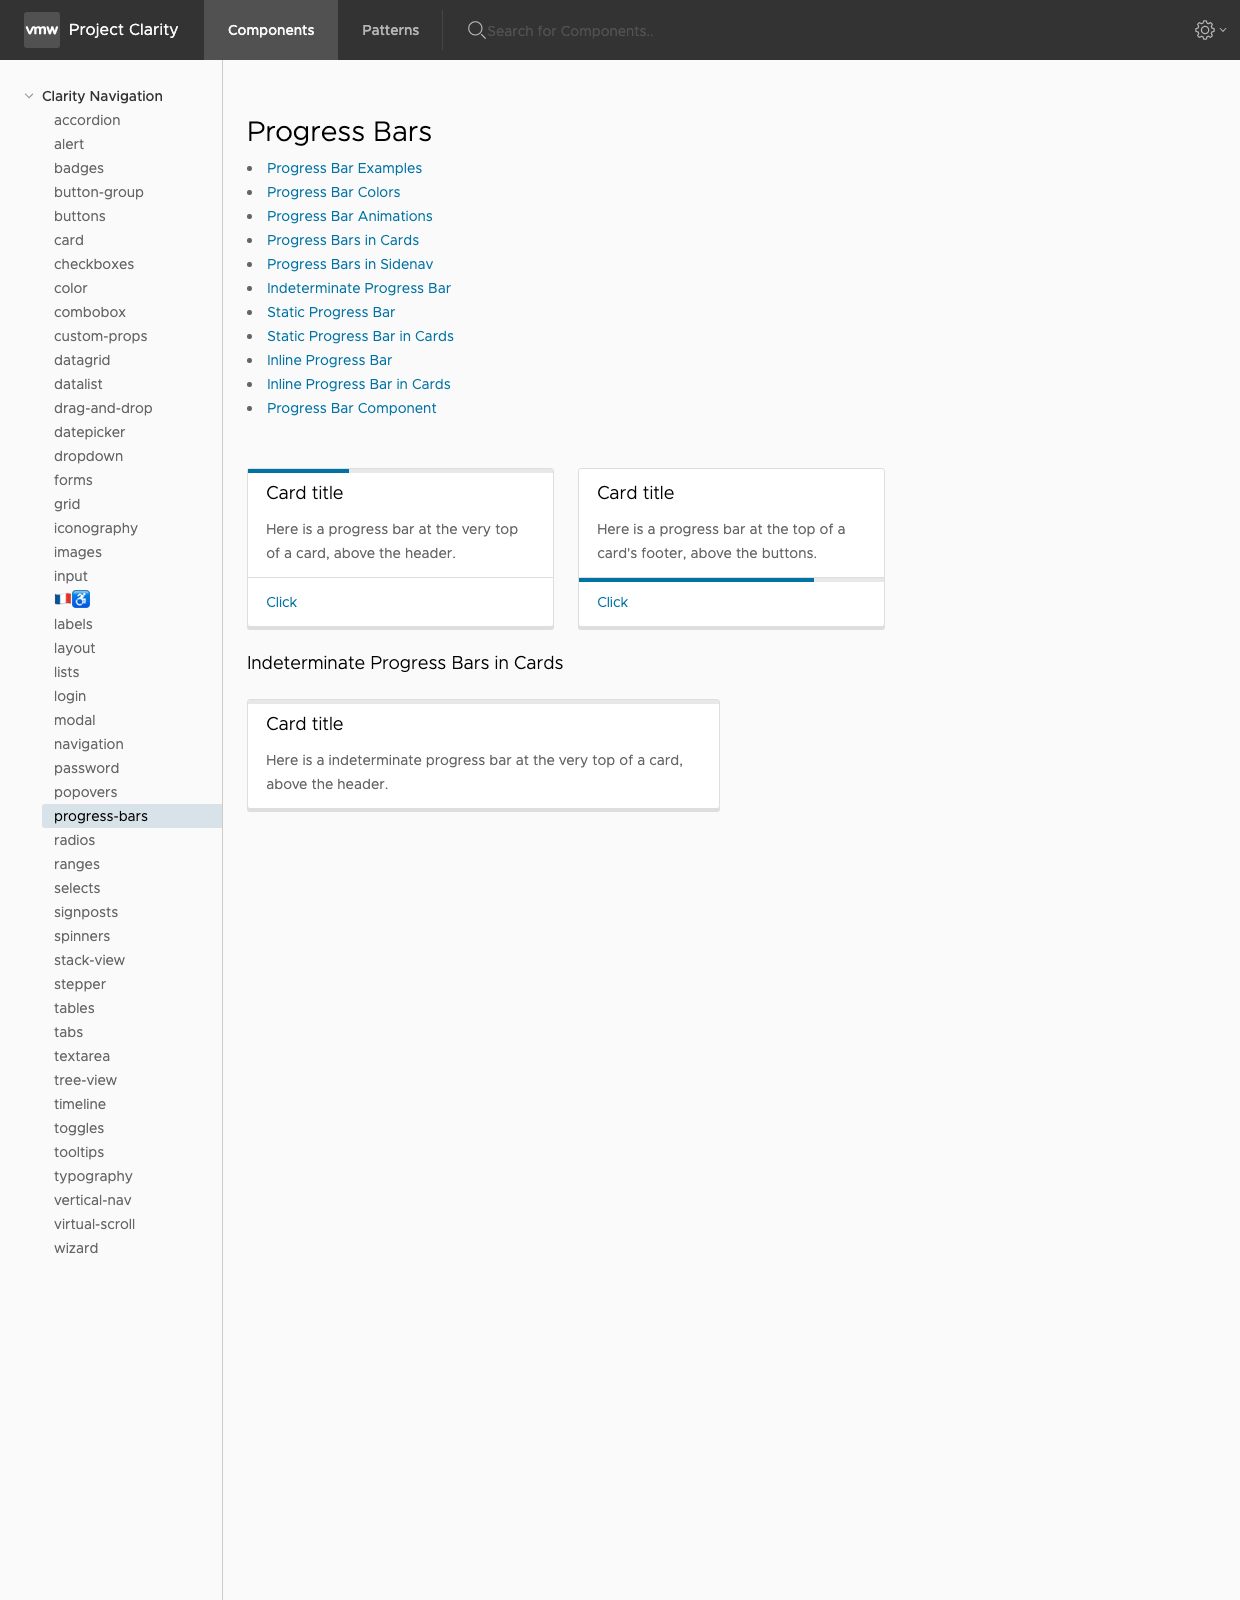 vmw Project Clarity Components Patterns Search for Components..
Clarity Navigation
accordion
alert
badges
button-group
buttons
card
checkboxes
color
combobox
custom-props
datagrid
datalist
drag-and-drop
datepicker
dropdown
forms
grid
iconography
images
input
🇫🇷♿
labels
layout
lists
login
modal
navigation
password
popovers
progress-bars
radios
ranges
selects
signposts
spinners
stack-view
stepper
tables
tabs
textarea
tree-view
timeline
toggles
tooltips
typography
vertical-nav
virtual-scroll
wizard
Progress Bars
Progress Bar Examples
Progress Bar Colors
Progress Bar Animations
Progress Bars in Cards
Progress Bars in Sidenav
Indeterminate Progress Bar
Static Progress Bar
Static Progress Bar in Cards
Inline Progress Bar
Inline Progress Bar in Cards
Progress Bar Component
Card title
Here is a progress bar at the very top
of a card, above the header.
Click
Card title
Here is a progress bar at the top of a
card's footer, above the buttons.
Click
Indeterminate Progress Bars in Cards
Card title
Here is a indeterminate progress bar at the very top of a card,
above the header.